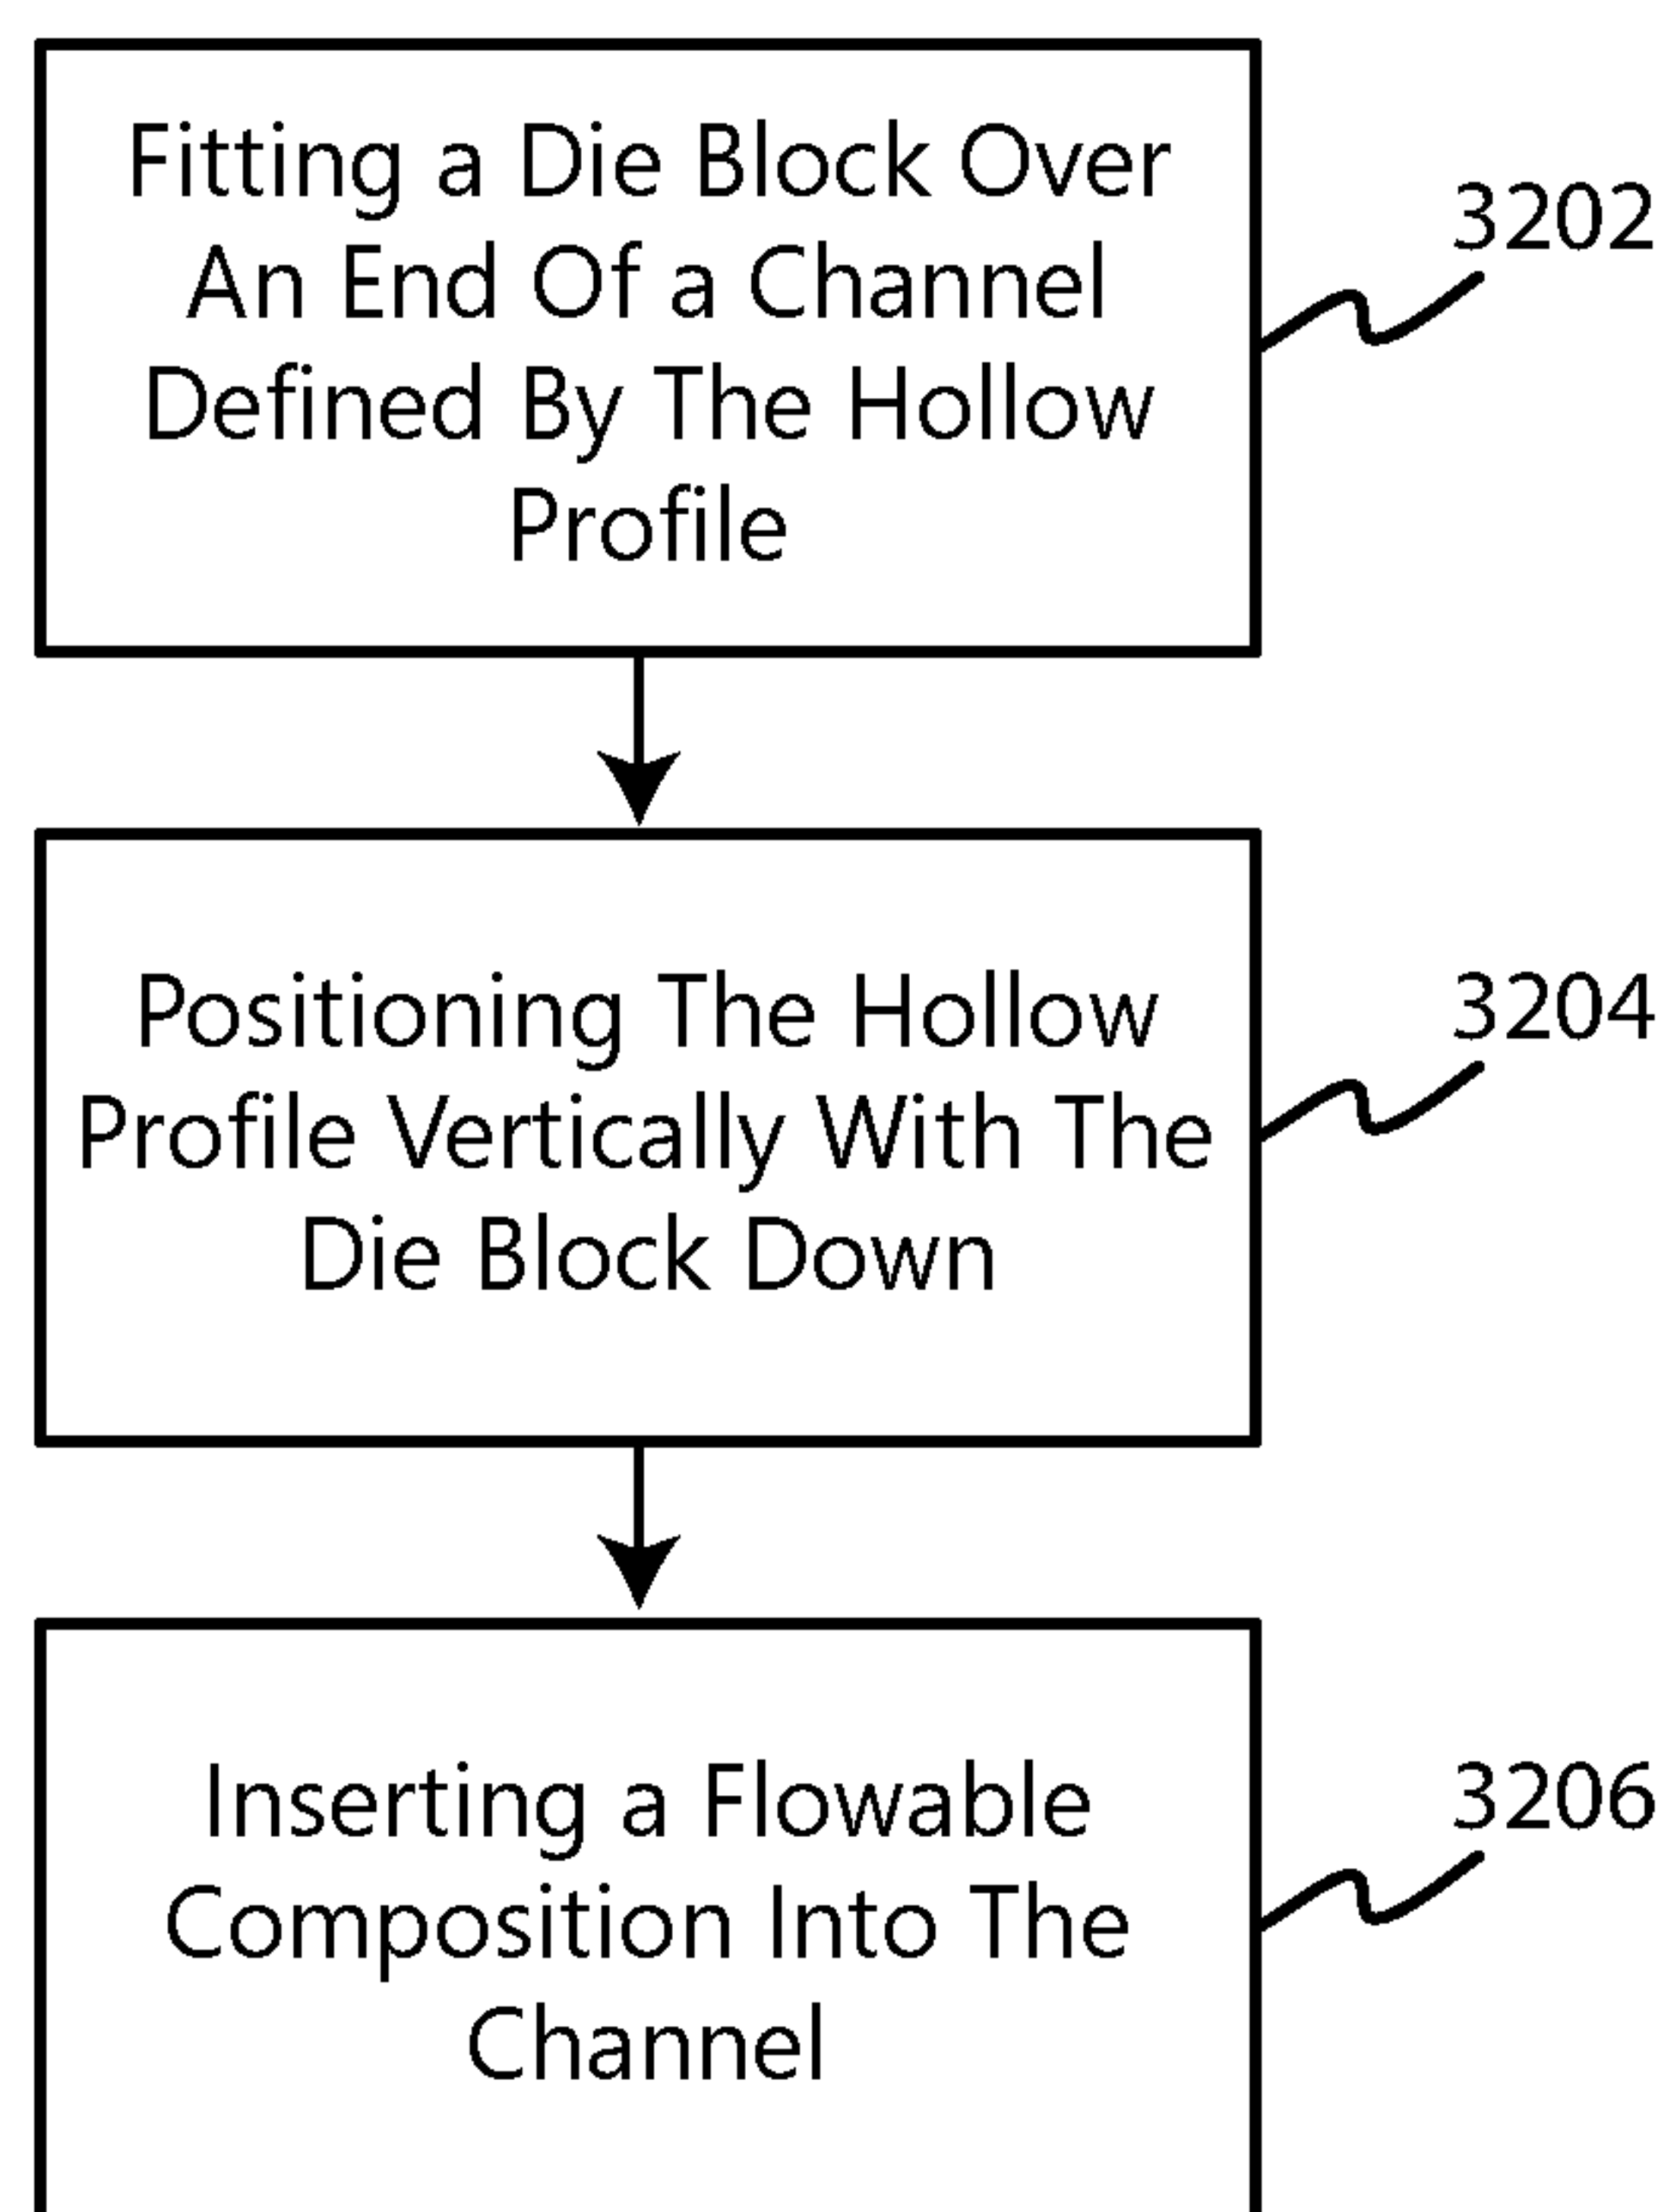 Fitting a Die Block Over
An End Of a Channel
Defined By The Hollow
Profile
3202
Positioning The Hollow
Profile Vertically With The
Die Block Down
3204
Inserting a Flowable
Composition Into The
Channel
3206